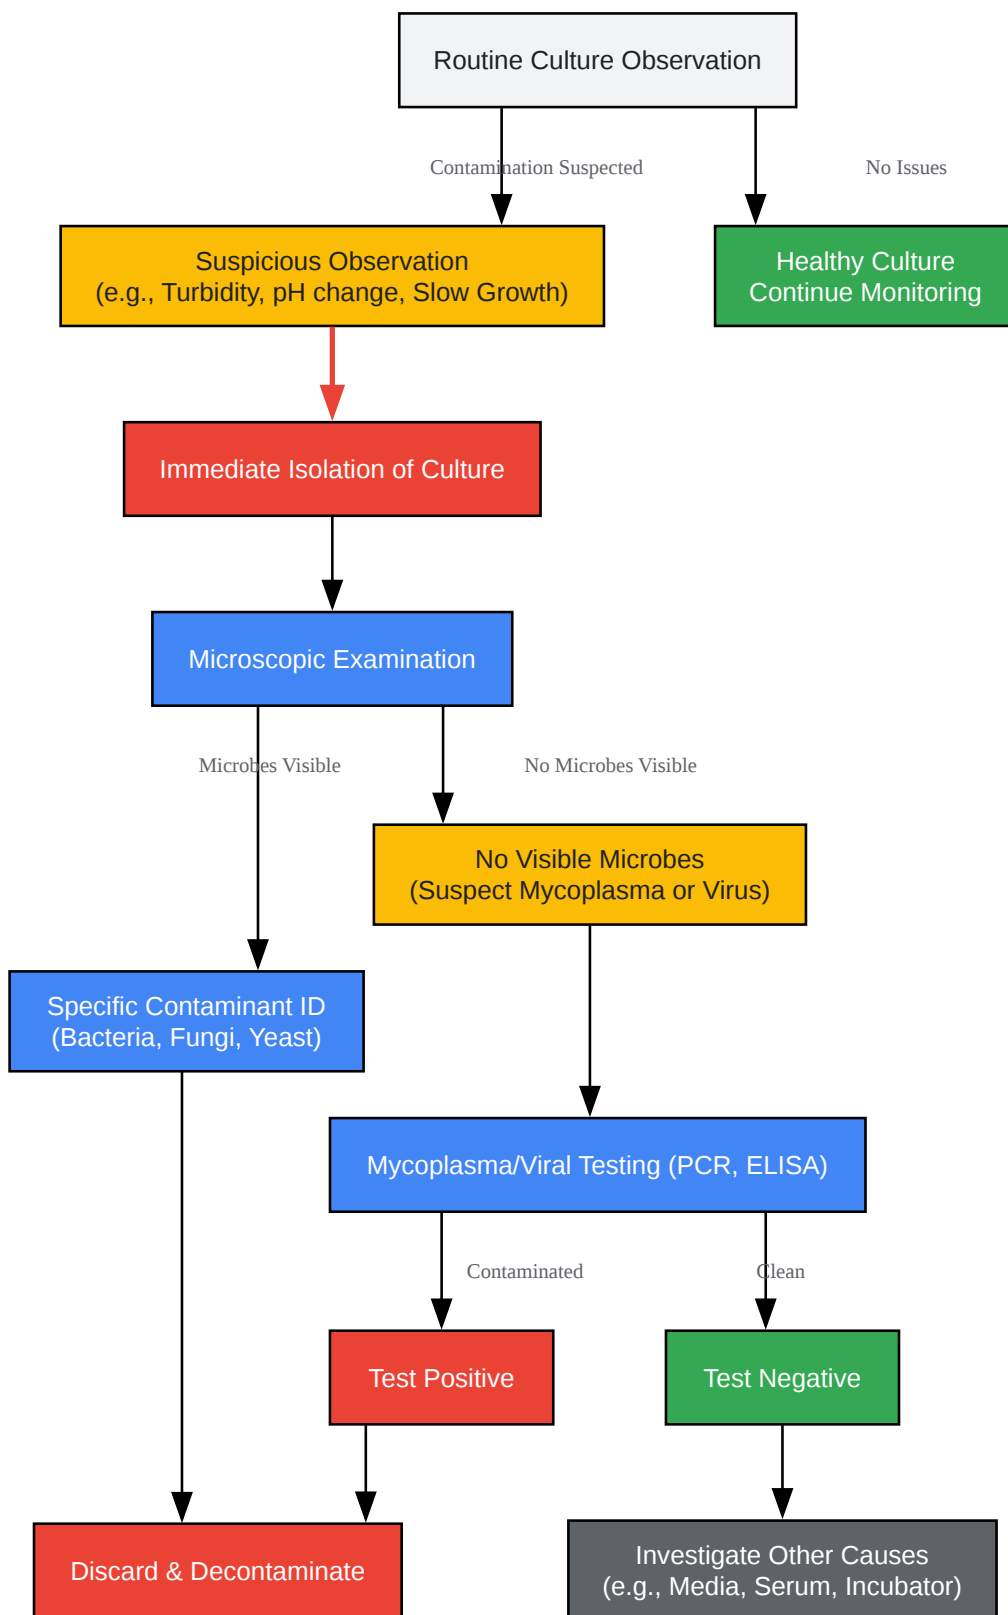 Routine Culture Observation
Contamination Suspected
No Issues
Suspicious Observation
(e.g., Turbidity, pH change, Slow Growth)
Healthy Culture
Continue Monitoring
Immediate Isolation of Culture
Microscopic Examination
Microbes Visible
No Microbes Visible
No Visible Microbes
(Suspect Mycoplasma or Virus)
Specific Contaminant ID
(Bacteria, Fungi, Yeast)
Mycoplasma/Viral Testing (PCR, ELISA)
Contaminated
Clean
Test Positive
Test Negative
Discard & Decontaminate
Investigate Other Causes
(e.g., Media, Serum, Incubator)